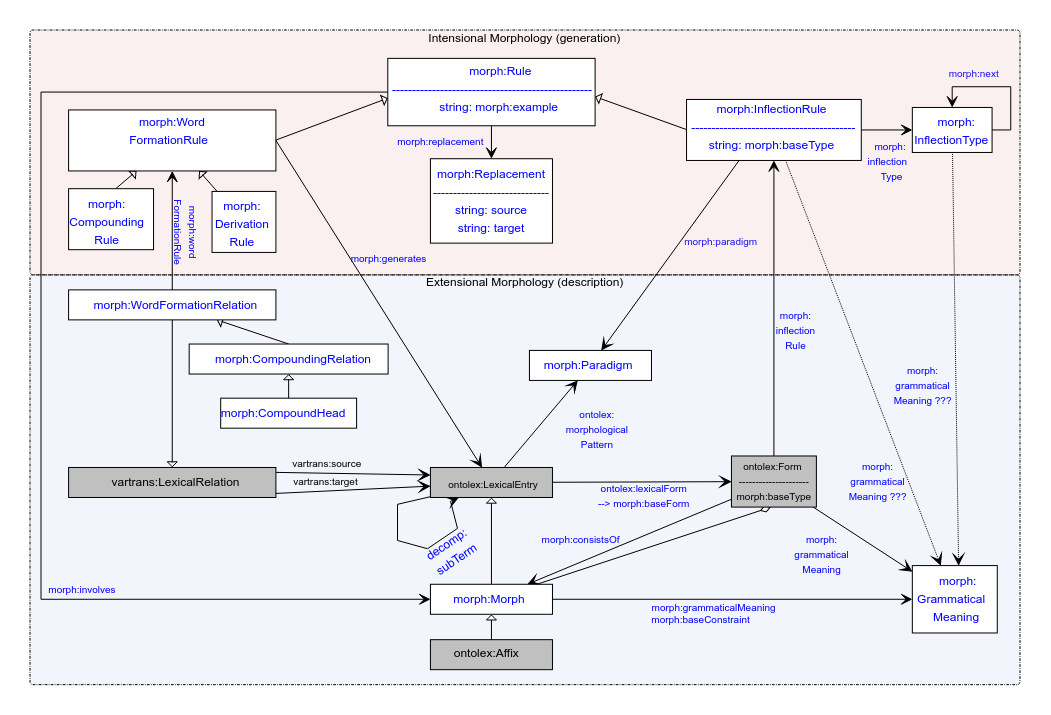 Intensional Morphology (generation)
morph:Rule
string: morph:example
morph:next
morph:Word
FormationRule
morph:InflectionRule
string: morph:baseType
morph:
InflectionType
morph:replacement
morph:
inflection
Type
morph:Replacement
string: source
string: target
morph:
Compounding
Rule
morph:word
FormationRule
morph:
Derivation
Rule
morph:paradigm
morph:generates
Extensional Morphology (description)
morph:WordFormationRelation
morph:
inflection
Rule
morph:CompoundingRelation
morph:Paradigm
morph:
grammatical
Meaning ???
morph:CompoundHead
ontolex:
morphological
Pattern
vartrans:source
vartrans:LexicalRelation
vartrans:target
ontolex:LexicalEntry
ontolex:Form
morph:baseType
morph:
grammatical
Meaning ???
ontolex:lexicalForm
--> morph:baseForm
decomp:
subTerm
morph:consistsOf
morph:
grammatical
Meaning
morph:involves
morph:Morph
morph:grammaticalMeaning
morph:baseConstraint
morph:
Grammatical
Meaning
ontolex:Affix